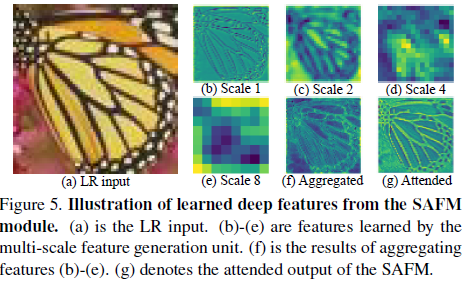 (b) Scale 1
(c) Scale 2
(d) Scale 4
(a) LR input
(e) Scale 8
(f) Aggregated
(g) Attended
Figure 5. Illustration of learned deep features from the SAFM
module. (a) is the LR input. (b)-(e) are features learned by the
multi-scale feature generation unit. (f) is the results of aggregating
features (b)-(e). (g) denotes the attended output of the SAFM.